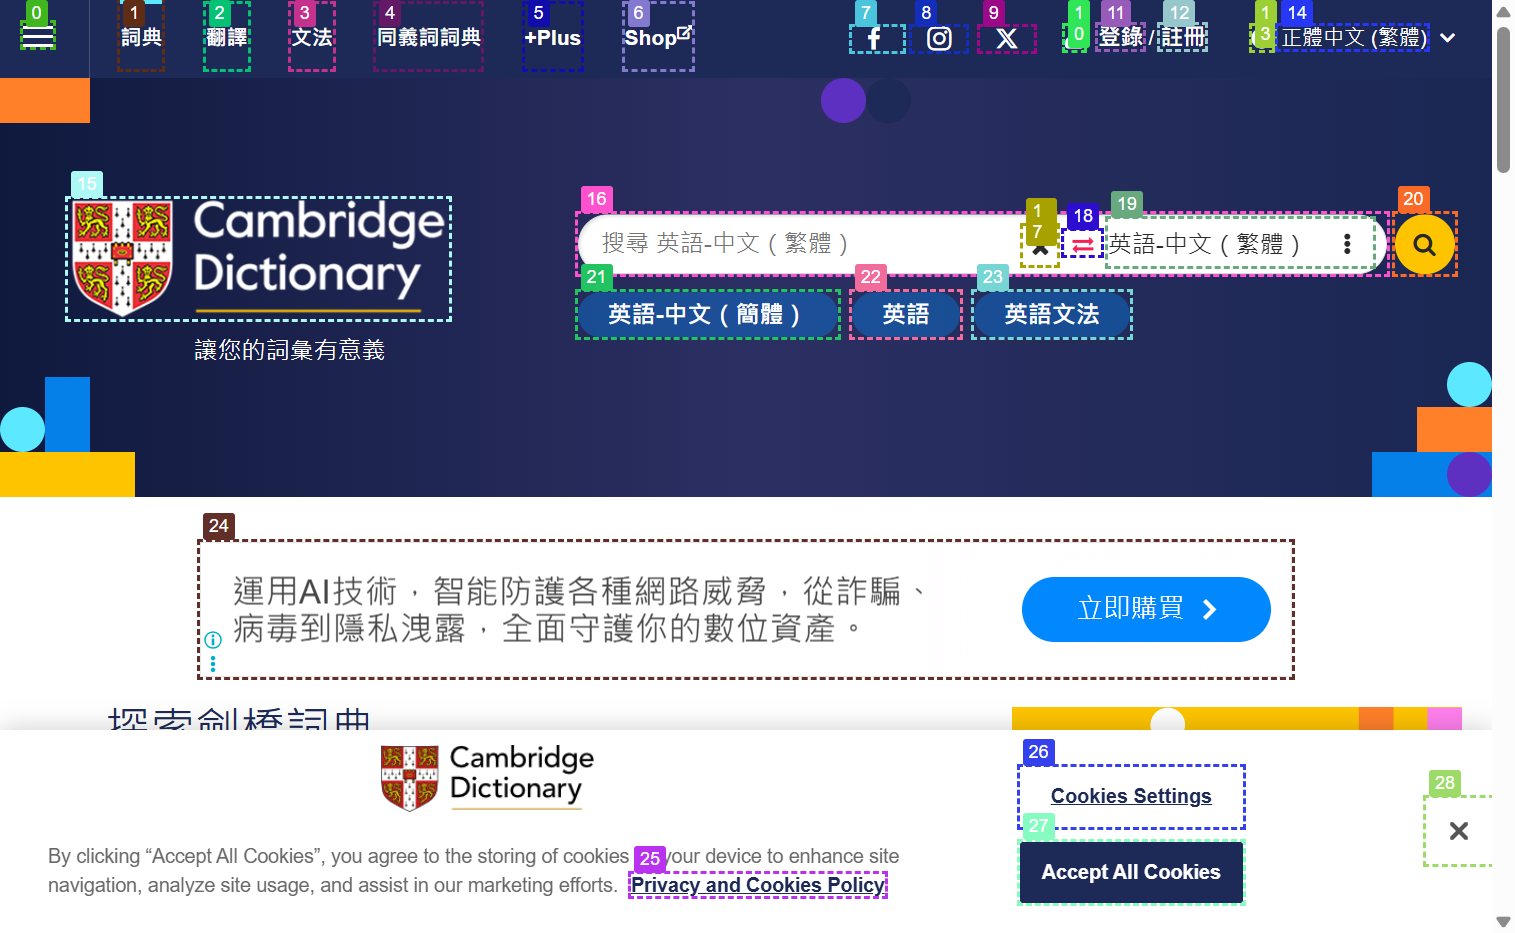 詞典
翻譯
文法
同義詞詞典
+Plus
Shop
登錄 / 註冊
正體中文 (繁體)
Cambridge
Dictionary
讓您的詞彙有意義
搜尋 英語-中文（繁體）
英語-中文（繁體）
英語-中文（簡體）
英語
英語文法
運用AI技術，智能防護各種網路威脅，從詐騙、
病毒到隱私洩露，全面守護你的數位資產。
立即購買
探索劍橋詞典
Cambridge
Dictionary
By clicking “Accept All Cookies”, you agree to the storing of cookies your device to enhance site
navigation, analyze site usage, and assist in our marketing efforts. Privacy and Cookies Policy
Cookies Settings
Accept All Cookies
0
1
2
3
4
5
6
7
8
9
10
11
12
13
14
15
16
17
18
19
20
21
22
23
24
25
26
27
28